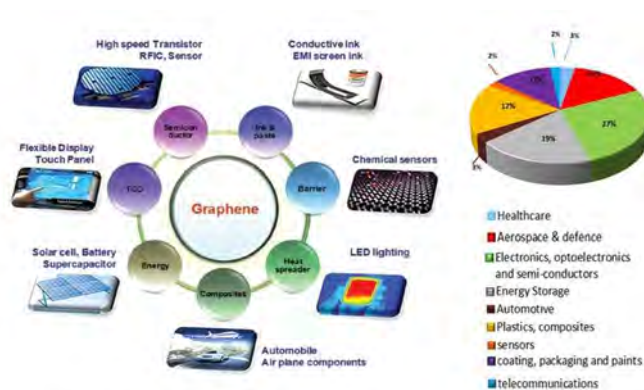 High speed Transistor
RFIC, Sensor
Conductive ink
EMI screen ink
Semicon
ductor
Ink &
paste
Flexible Display
Touch Panel
Chemical sensors
Barrier
Graphene
Solar cell, Battery
Supercapacitor
LED lighting
Energy
Heat
spreader
Composites
Automobile
Air plane components
2%
3%
2%
27%
17%
19%
Healthcare
Aerospace & defence
Electronics, optoelectronics
and semi-conductors
Energy Storage
Automotive
Plastics, composites
sensors
coating, packaging and paints
telecommunications